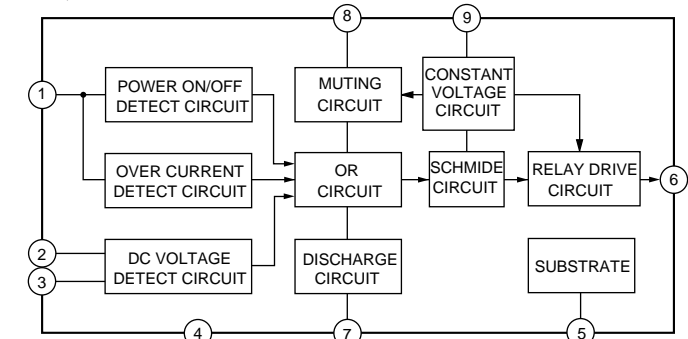 8
9
1
POWER ON/OFF
DETECT CIRCUIT
MUTING
CIRCUIT
CONSTANT
VOLTAGE
CIRCUIT
OVER CURRENT
DETECT CIRCUIT
OR
CIRCUIT
SCHMIDE
CIRCUIT
RELAY DRIVE
CIRCUIT
6
2
3
DC VOLTAGE
DETECT CIRCUIT
DISCHARGE
CIRCUIT
SUBSTRATE
4
7
5